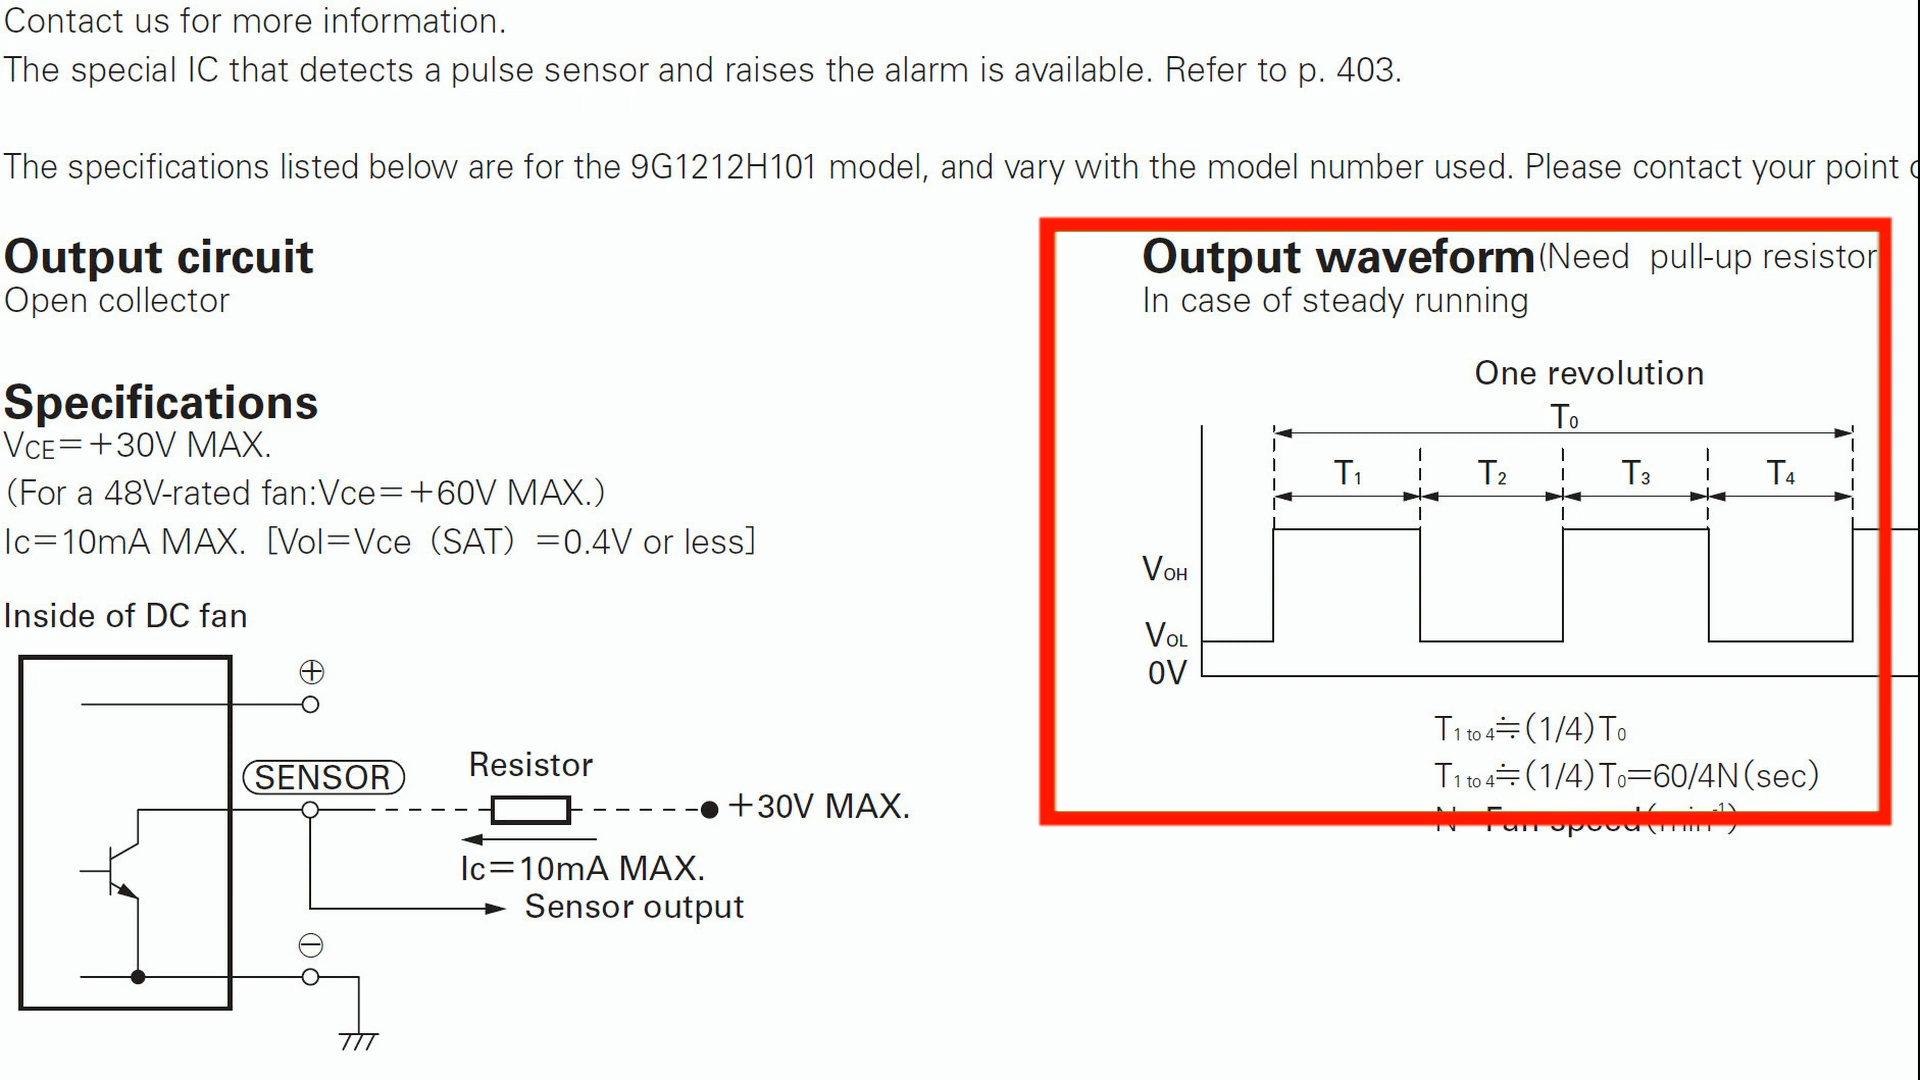 Contact us for more information.
The special IC that detects a pulse sensor and raises the alarm is available. Refer to p. 403.
The specifications listed below are for the 9G1212H101 model, and vary with the model number used. Please contact your point
Output circuit
Open collector
Specifications
VCE=+30V MAX.
(For a 48V-rated fan:Vce=+60V MAX.)
Ic=10mA MAX. [Vol=Vce (SAT) =0.4V or less]
Inside of DC fan
⊕
SENSOR
Resistor
+30V MAX.
Ic=10mA MAX.
Sensor output
⊖
Output waveform(Need pull-up resistor
In case of steady running
One revolution
T0
T1 T2 T3 T4
VOH
VOL
0V
T1 to 4≒(1/4)T0
T1 to 4≒(1/4)T0=60/4N(sec)
N Fan speed(min-1)